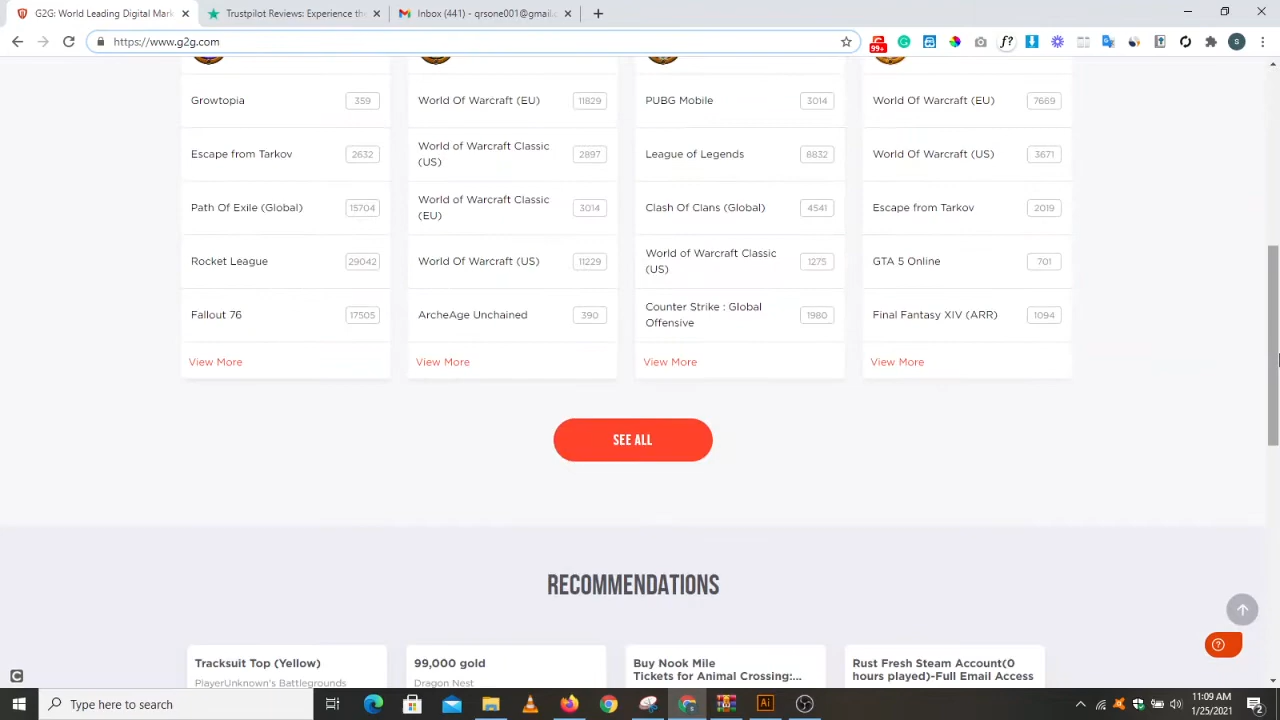 G2G: World Leading Digital Mark
Trustpilot Reviews: Experience th
Inbox (441) - qrsone001@gmail.c
https://www.g2g.com
99+
f?
S
Growtopia 359
World Of Warcraft (EU) 11829
PUBG Mobile 3014
World Of Warcraft (EU) 7669
Escape from Tarkov 2632
World of Warcraft Classic
(US) 2897
League of Legends 8832
World Of Warcraft (US) 3671
Path Of Exile (Global) 15704
World of Warcraft Classic
(EU) 3014
Clash Of Clans (Global) 4541
Escape from Tarkov 2019
Rocket League 29042
World Of Warcraft (US) 11229
World of Warcraft Classic
(US) 1275
GTA 5 Online 701
Fallout 76 17505
ArcheAge Unchained 390
Counter Strike : Global
Offensive 1980
Final Fantasy XIV (ARR) 1094
View More
View More
View More
View More
SEE ALL
RECOMMENDATIONS
Tracksuit Top (Yellow)
PlayerUnknown's Battlegrounds
99,000 gold
Dragon Nest
Buy Nook Mile
Tickets for Animal Crossing:...
Rust Fresh Steam Account(0
hours played)-Full Email Access
Type here to search
Ai
11:09 AM
1/25/2021
2